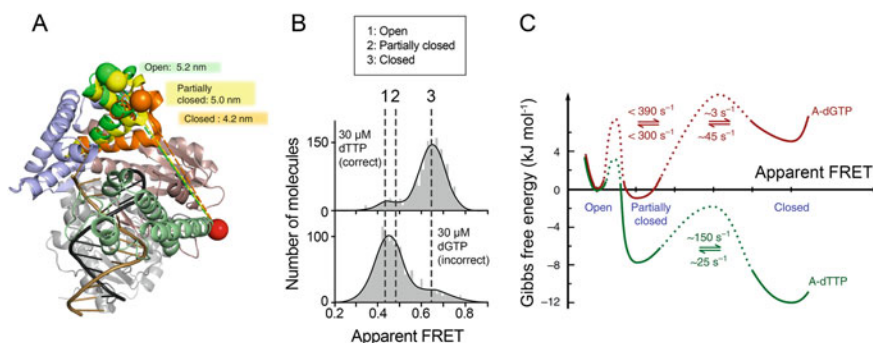 A
Open: 5.2 nm
Partially
closed: 5.0 nm
Closed : 4.2 nm
B
1: Open
2: Partially closed
3: Closed
12 3
30 µM
dTTP
(correct)
150
0
100
30 µM
dGTP
(incorrect)
0
0.2 0.4 0.6 0.8
Number of molecules
Apparent FRET
C
Gibbs free energy (kJ mol⁻¹)
8
4
0
−4
−8
−12
< 390 s⁻¹
< 300 s⁻¹
~3 s⁻¹
~45 s⁻¹
A-dGTP
Apparent FRET
Open
Partially
closed
Closed
~150 s⁻¹
~25 s⁻¹
A-dTTP